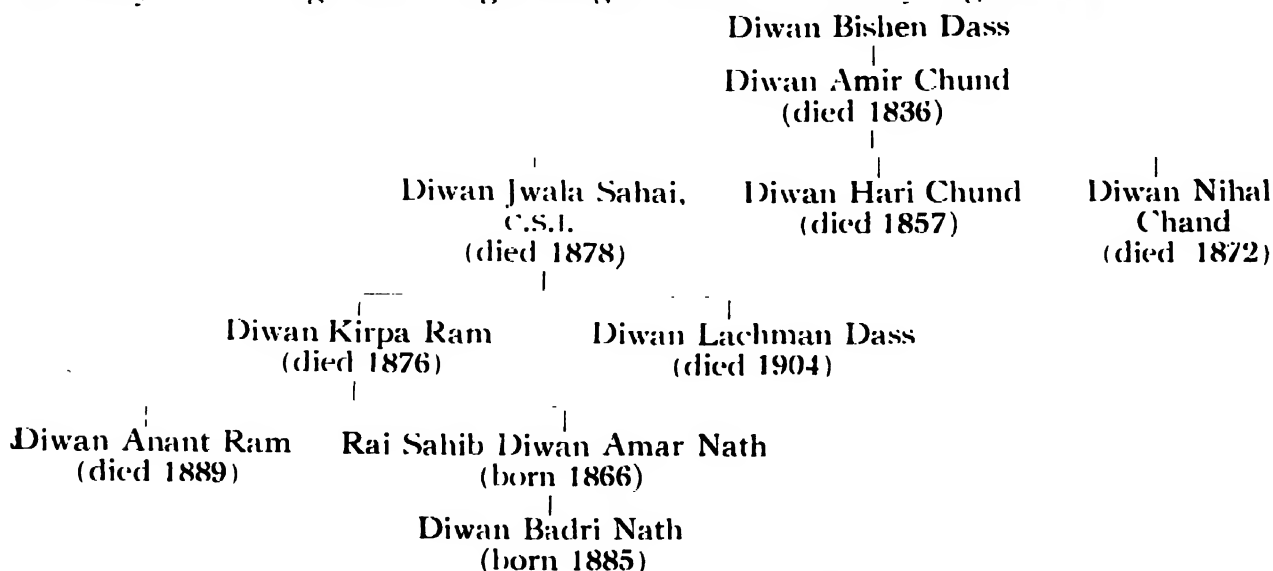 Diwan Bishen Dass
Diwan Amir Chund
(died 1836)
Diwan Jwala Sahai, Diwan Hari Chund Diwan Nihal
C.S.I. (died 1857) Chand
(died 1878) (died 1872)
Diwan Kirpa Ram Diwan Lachman Dass
(died 1876) (died 1904)
Diwan Anant Ram Rai Sahib Diwan Amar Nath
(died 1889) (born 1866)
Diwan Badri Nath
(born 1885)